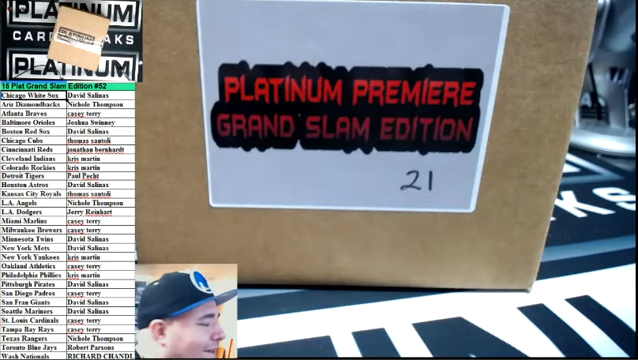 PLATINUM
CARD BREAKS
PLATINUM
16 Plat Grand Slam Edition #52
Chicago White Sox David Salinas
Ariz Diamondbacks Nichole Thompson
Atlanta Braves casey terry
Baltimore Orioles Joshua Swinney
Boston Red Sox David Salinas
Chicago Cubs thomas santoli
Cinncinnati Reds jonathan bernhardt
Cleveland Indians kris martin
Colorado Rockies kris martin
Detroit Tigers Paul Pecht
Houston Astros David Salinas
Kansas City Royals thomas santoli
L.A. Angels Nichole Thompson
L.A. Dodgers Jerry Reinhart
Miami Marlins casey terry
Milwaukee Brewers casey terry
Minnesota Twins David Salinas
New York Mets David Salinas
New York Yankees kris martin
Oakland Athletics casey terry
Philadelphia Phillies kris martin
Pittsburgh Pirates David Salinas
San Diego Padres casey terry
San Fran Giants David Salinas
Seattle Mariners David Salinas
St. Louis Cardinals casey terry
Tampa Bay Rays casey terry
Texas Rangers Nichole Thompson
Toronto Blue Jays Robert Parsons
Wash Nationals RICHARD CHANDL
PLATINUM PREMIERE
GRAND SLAM EDITION
21